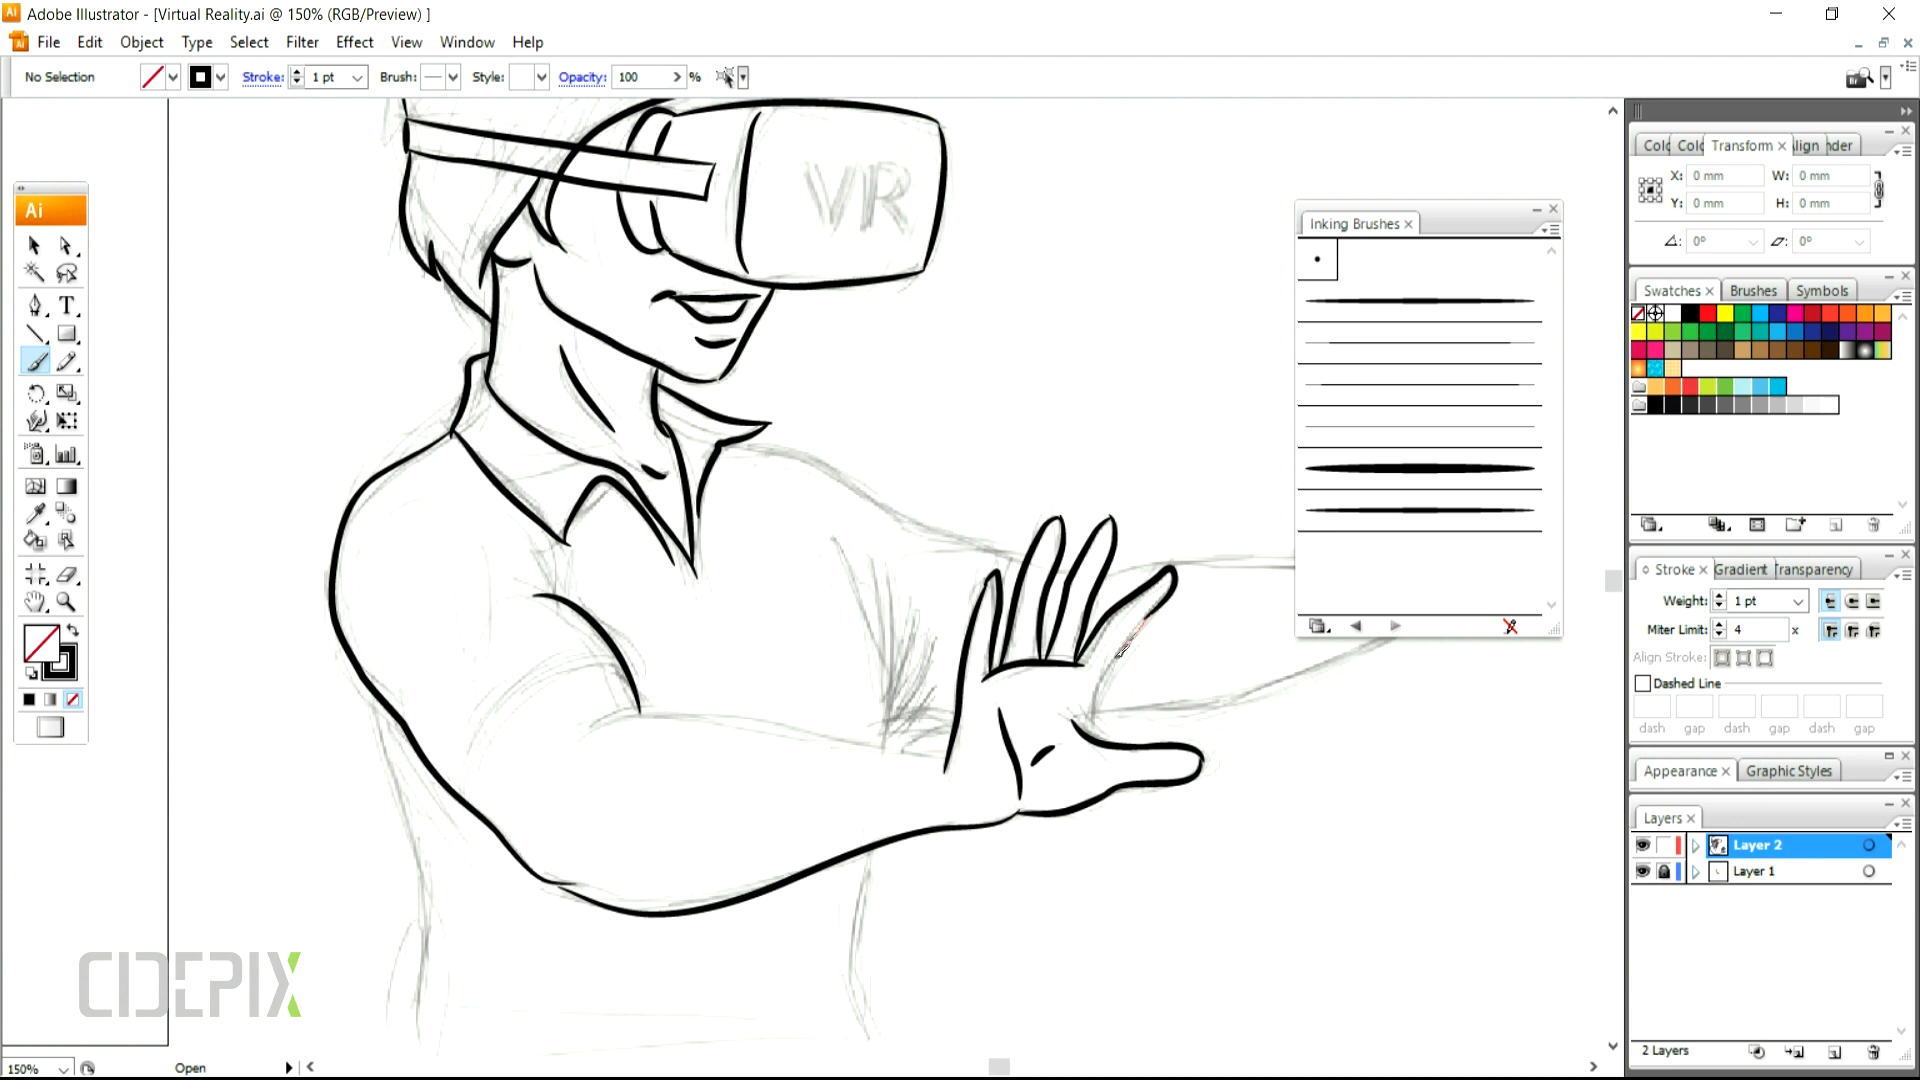 Adobe Illustrator - [Virtual Reality.ai @ 150% (RGB/Preview) ]
File Edit Object Type Select Filter Effect View Window Help
No Selection Stroke: 1 pt Brush: Style: Opacity: 100 %
Ai
VR
Inking Brushes
Transform
X: 0 mm W: 0 mm
Y: 0 mm H: 0 mm
0° 0°
Swatches Brushes Symbols
Stroke Gradient Transparency
Weight: 1 pt
Miter Limit: 4 x
Align Stroke:
Dashed Line
dash gap dash gap dash gap
Appearance Graphic Styles
Layers
Layer 2
Layer 1
2 Layers
CIDEPIX
150% Open